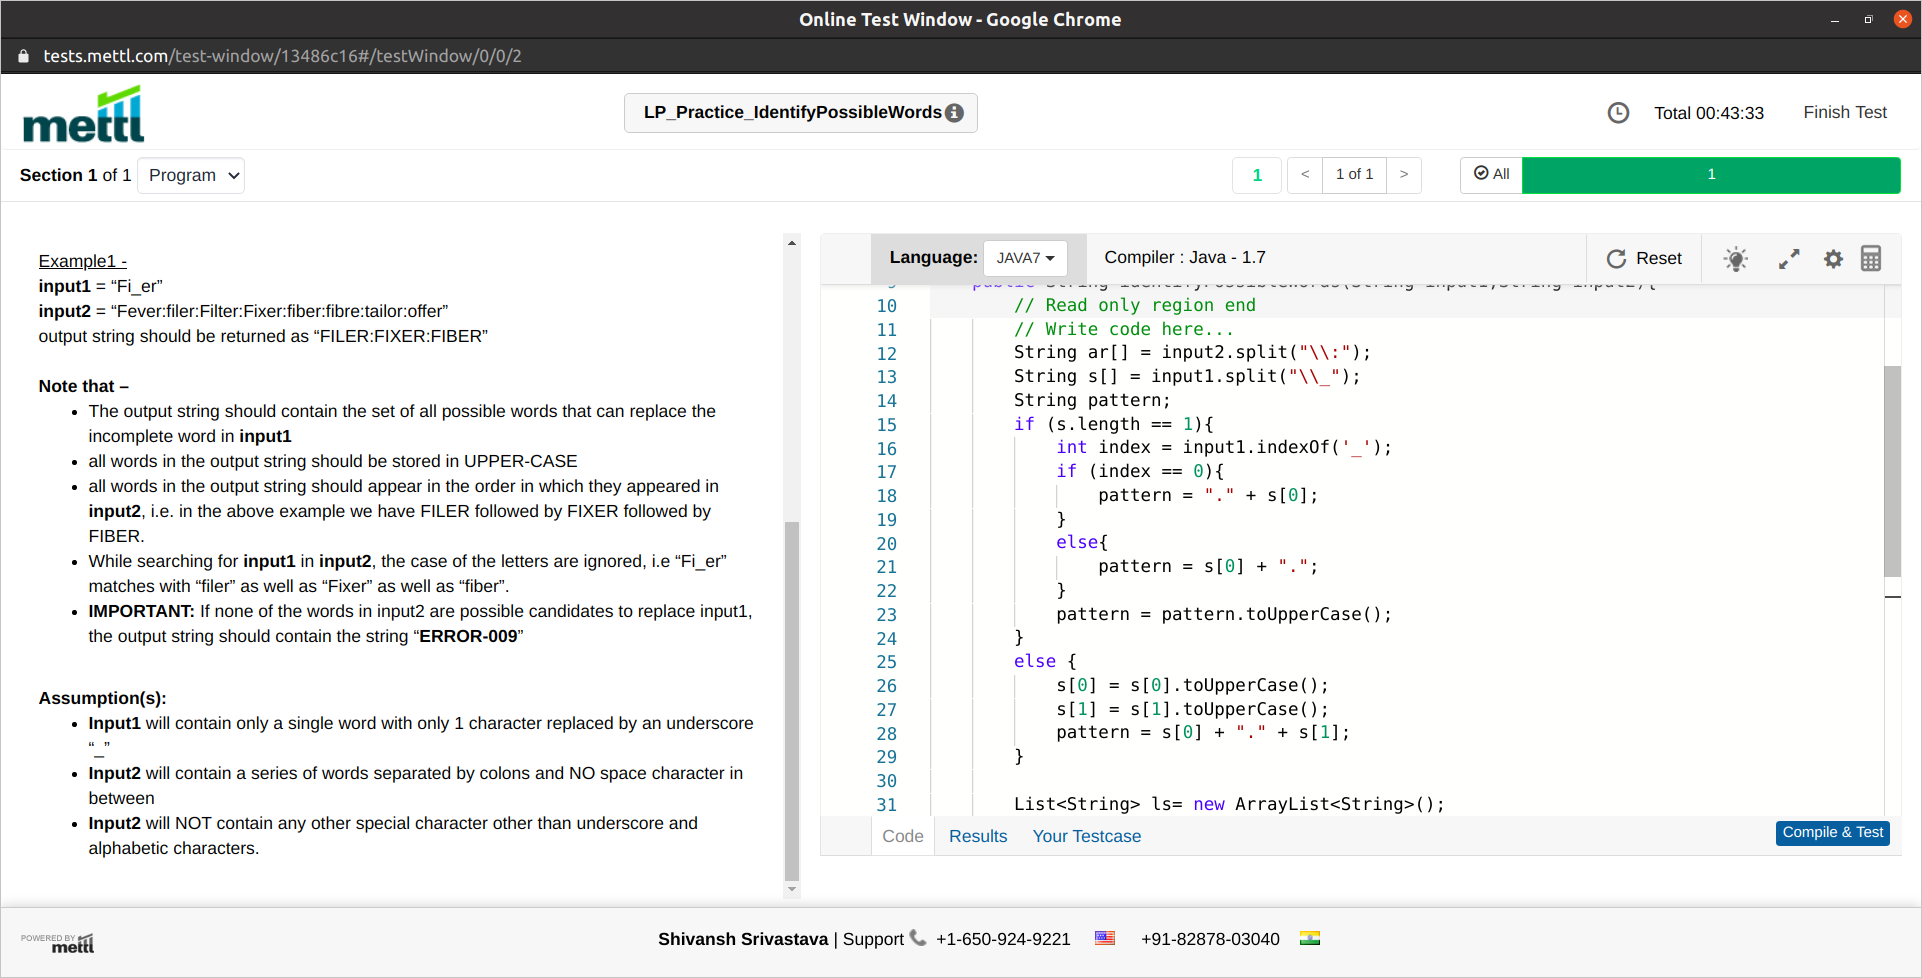 Online Test Window - Google Chrome
tests.mettl.com/test-window/13486c16#/testWindow/0/0/2
mettl
LP_Practice_IdentifyPossibleWords
Total 00:43:33
Finish Test
Section 1 of 1
Program
1
< 1 of 1 >
All
1
Example1 -
input1 = “Fi_er”
input2 = “Fever:filer:Filter:Fixer:fiber:fibre:tailor:offer”
output string should be returned as “FILER:FIXER:FIBER”
Note that –
• The output string should contain the set of all possible words that can replace the
incomplete word in input1
• all words in the output string should be stored in UPPER-CASE
• all words in the output string should appear in the order in which they appeared in
input2, i.e. in the above example we have FILER followed by FIXER followed by
FIBER.
• While searching for input1 in input2, the case of the letters are ignored, i.e “Fi_er”
matches with “filer” as well as “Fixer” as well as “fiber”.
• IMPORTANT: If none of the words in input2 are possible candidates to replace input1,
the output string should contain the string “ERROR-009”
Assumption(s):
• Input1 will contain only a single word with only 1 character replaced by an underscore
“_”
• Input2 will contain a series of words separated by colons and NO space character in
between
• Input2 will NOT contain any other special character other than underscore and
alphabetic characters.
Language: JAVA7
Compiler : Java - 1.7
Reset
9 public String identifyPossibleWords(String input1,String input2){
10 // Read only region end
11 // Write code here...
12 String ar[] = input2.split("\\:");
13 String s[] = input1.split("\\_");
14 String pattern;
15 if (s.length == 1){
16 int index = input1.indexOf('_');
17 if (index == 0){
18 pattern = "." + s[0];
19 }
20 else{
21 pattern = s[0] + ".";
22 }
23 pattern = pattern.toUpperCase();
24 }
25 else {
26 s[0] = s[0].toUpperCase();
27 s[1] = s[1].toUpperCase();
28 pattern = s[0] + "." + s[1];
29 }
30
31 List<String> ls= new ArrayList<String>();
Code
Results
Your Testcase
Compile & Test
POWERED BY
mettl
Shivansh Srivastava | Support +1-650-924-9221
+91-82878-03040